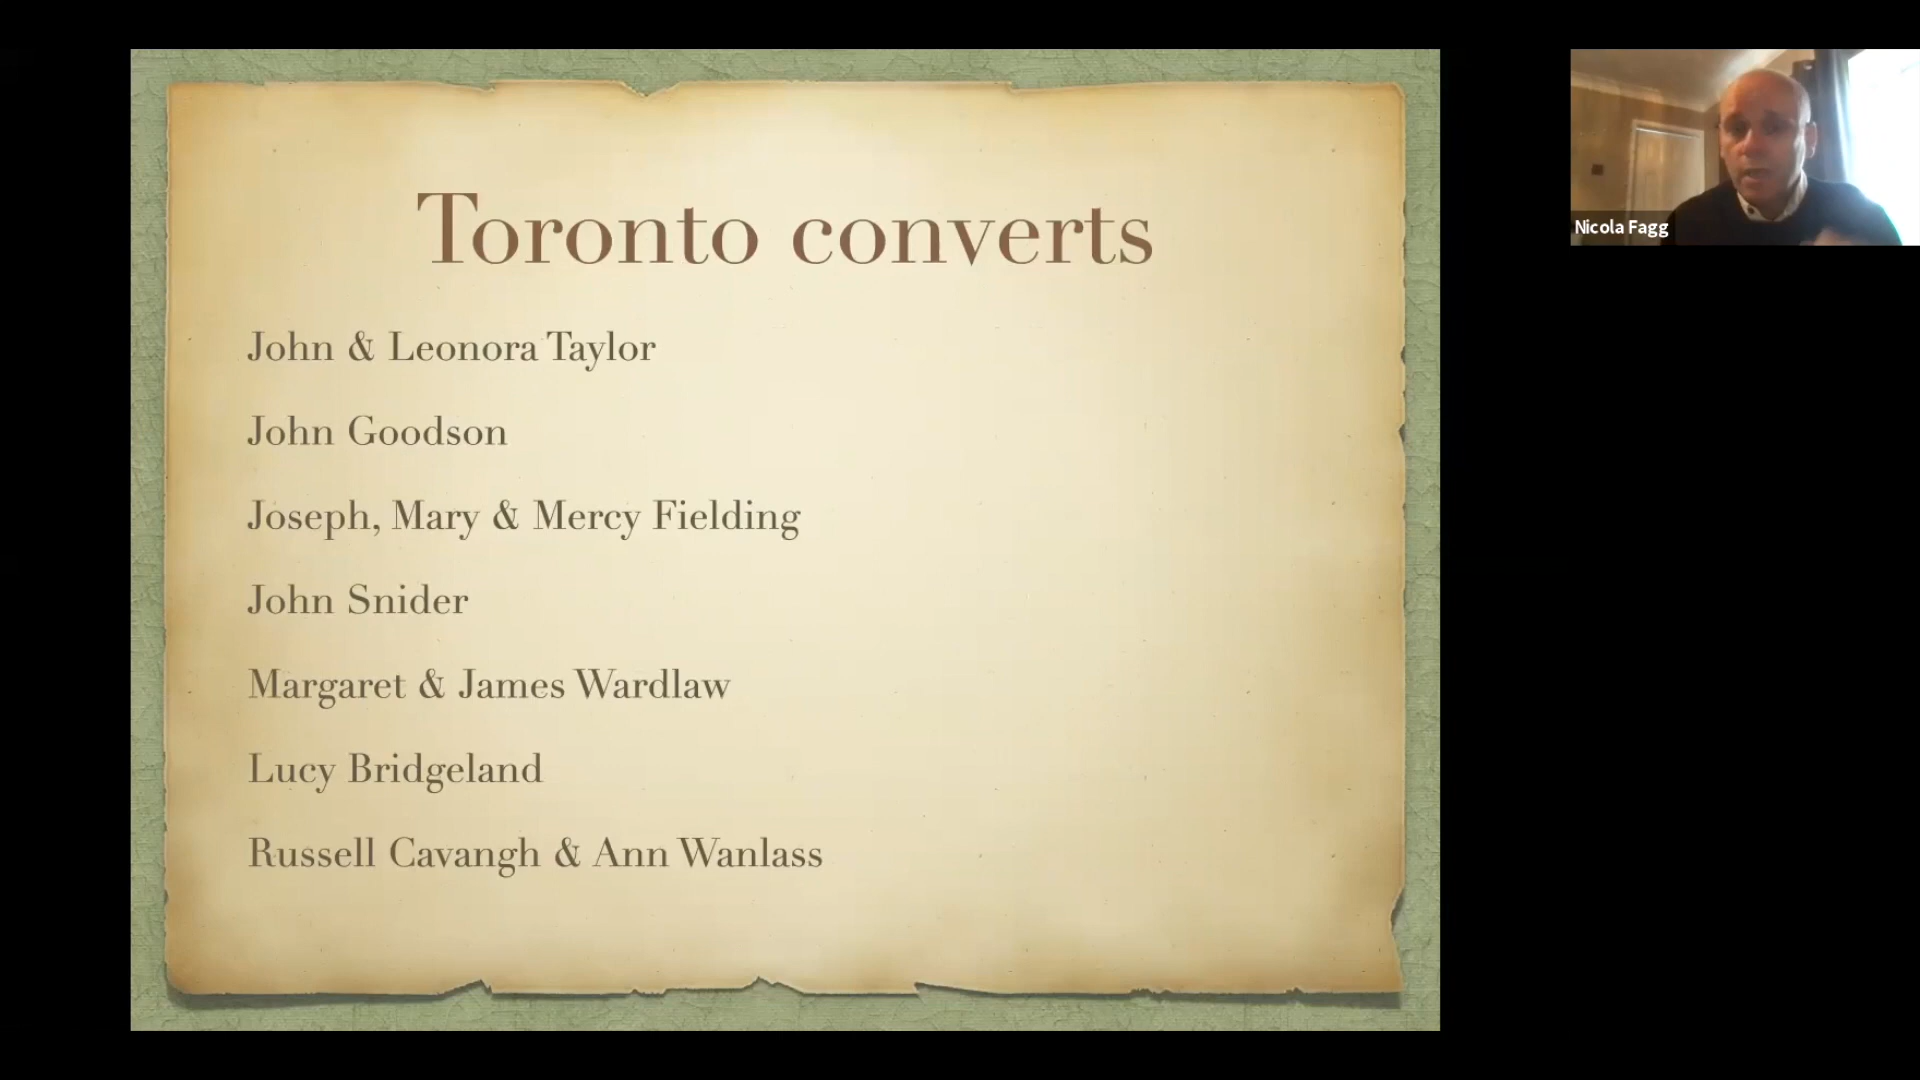 Toronto converts
John & Leonora Taylor
John Goodson
Joseph, Mary & Mercy Fielding
John Snider
Margaret & James Wardlaw
Lucy Bridgeland
Russell Cavangh & Ann Wanlass
Nicola Fagg